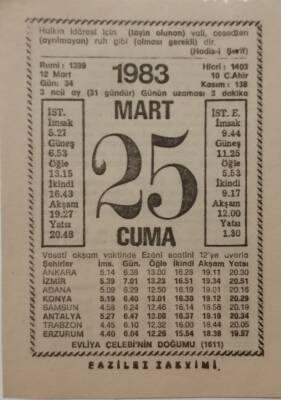 Halkın idâresi için (tayin olunan) vali, cesedden
(ayrılmayan) ruh gibi (olması gerekli) dir.
(Hadis-i Şerif)
Rumi : 1399 1983 Hicri : 1403
12 Mart 10 C.Ahir
Gün: 84 Kasım : 138
3 ncü ay (31 gündür) Günün uzaması 3 dakika
MART
25
CUMA
İST.
İmsak
5.27
Güneş
6.53
Öğle
13.15
İkindi
16.43
Akşam
19.27
Yatsı
20.46
İST. E.
İmsak
9.44
Güneş
11.25
Öğle
5.53
İkindi
9.17
Akşam
12.00
Yatsı
1.30
Vasati akşam vaktinde Ezâni saatini 12'ye ayarla
Şehirler İms. Gün. Öğle İkindi Akşam Yatsı
ANKARA 5.14 6.38 13.00 16.28 19.11 20.30
İZMİR 5.39 7.01 13.23 16.51 19.34 20.51
ADANA 5.09 6.29 12.50 16.19 19.01 20.16
KONYA 5.19 6.40 13.01 16.30 19.12 20.29
SAMSUN 4.58 6.24 12.46 16.14 18.58 20.19
ANTALYA 5.27 6.47 13.08 16.37 19.19 20.34
TRABZON 4.45 6.10 12.32 16.00 18.44 20.05
ERZURUM 4.40 6.04 12.26 15.54 18.38 19.57
EVLİYA ÇELEBİ'NİN DOĞUMU (1611)
FAZİLET TAKVİMİ